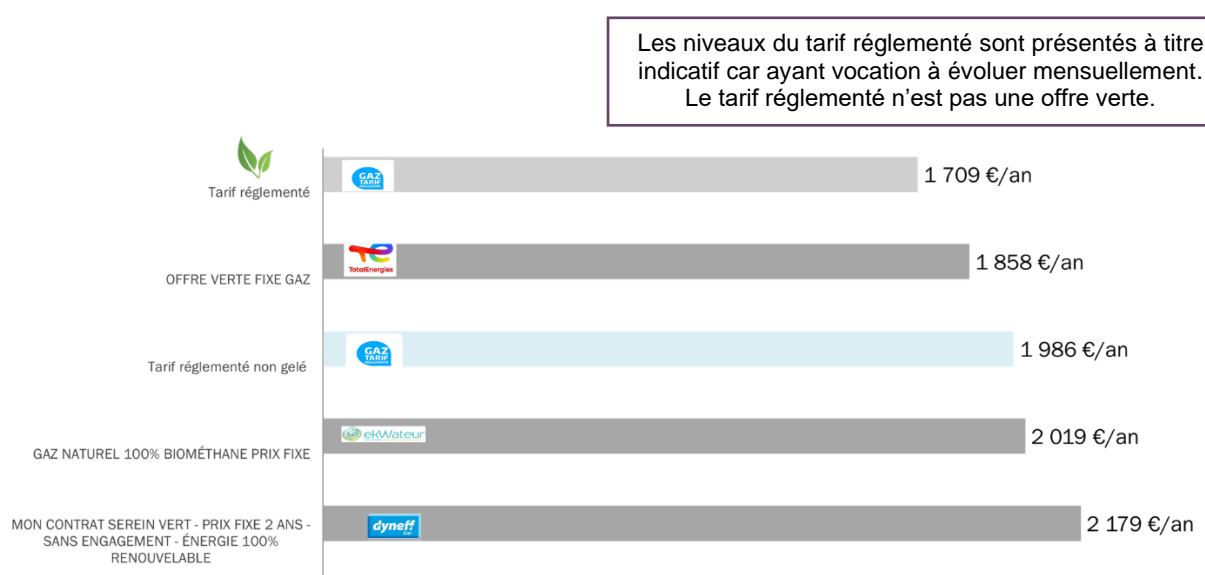 Les niveaux du tarif réglementé sont présentés à titre
indicatif car ayant vocation à évoluer mensuellement.
Le tarif réglementé n'est pas une offre verte.
Tarif réglementé
GAZ
TARIF
1 709 €/an
OFFRE VERTE FIXE GAZ
TotalEnergies
1 858 €/an
Tarif réglementé non gelé
GAZ
TARIF
1 986 €/an
GAZ NATUREL 100% BIOMÉTHANE PRIX FIXE
ekWateur
2 019 €/an
MON CONTRAT SEREIN VERT - PRIX FIXE 2 ANS -
SANS ENGAGEMENT - ÉNERGIE 100%
RENOUVELABLE
dyneff
2 179 €/an